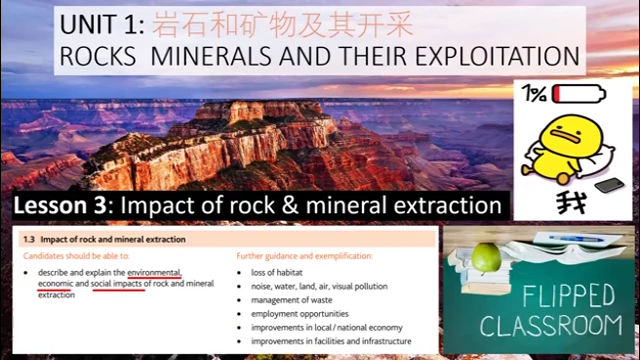 UNIT 1: 岩石和矿物及其开采
ROCKS MINERALS AND THEIR EXPLOITATION
1%
我
Lesson 3: Impact of rock & mineral extraction
1.3 Impact of rock and mineral extraction
Candidates should be able to:
• describe and explain the environmental,
economic and social impacts of rock and mineral
extraction
Further guidance and exemplification:
• loss of habitat
• noise, water, land, air, visual pollution
• management of waste
• employment opportunities
• improvements in local/national economy
• improvements in facilities and infrastructure
FLIPPED
CLASSROOM